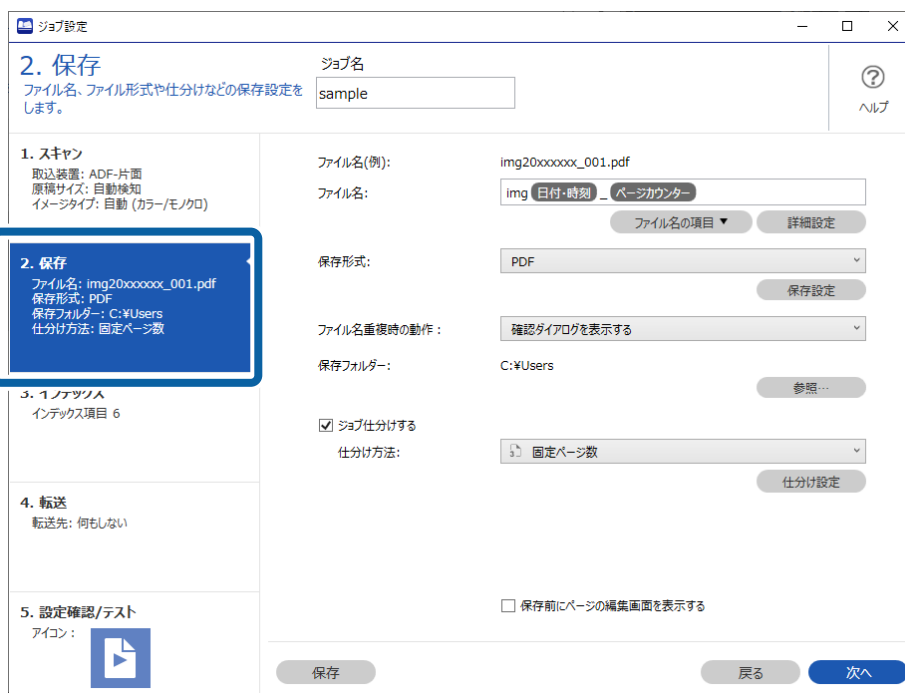 ジョブ設定
2. 保存
ファイル名、ファイル形式や仕分けなどの保存設定を
します。
ジョブ名
sample
ヘルプ
1. スキャン
取込装置: ADF-片面
原稿サイズ: 自動検知
イメージタイプ: 自動 (カラー/モノクロ)
2. 保存
ファイル名: img20xxxxxx_001.pdf
保存形式: PDF
保存フォルダー: C:¥Users
仕分け方法: 固定ページ数
3. インデックス
インデックス項目 6
4. 転送
転送先: 何もしない
5. 設定確認/テスト
アイコン :
ファイル名(例): img20xxxxxx_001.pdf
ファイル名: img 日付・時刻 _ ページカウンター
ファイル名の項目 ▼ 詳細設定
保存形式: PDF
保存設定
ファイル名重複時の動作 : 確認ダイアログを表示する
保存フォルダー: C:¥Users
参照…
ジョブ仕分けする
仕分け方法: 固定ページ数
仕分け設定
保存前にページの編集画面を表示する
保存 戻る 次へ